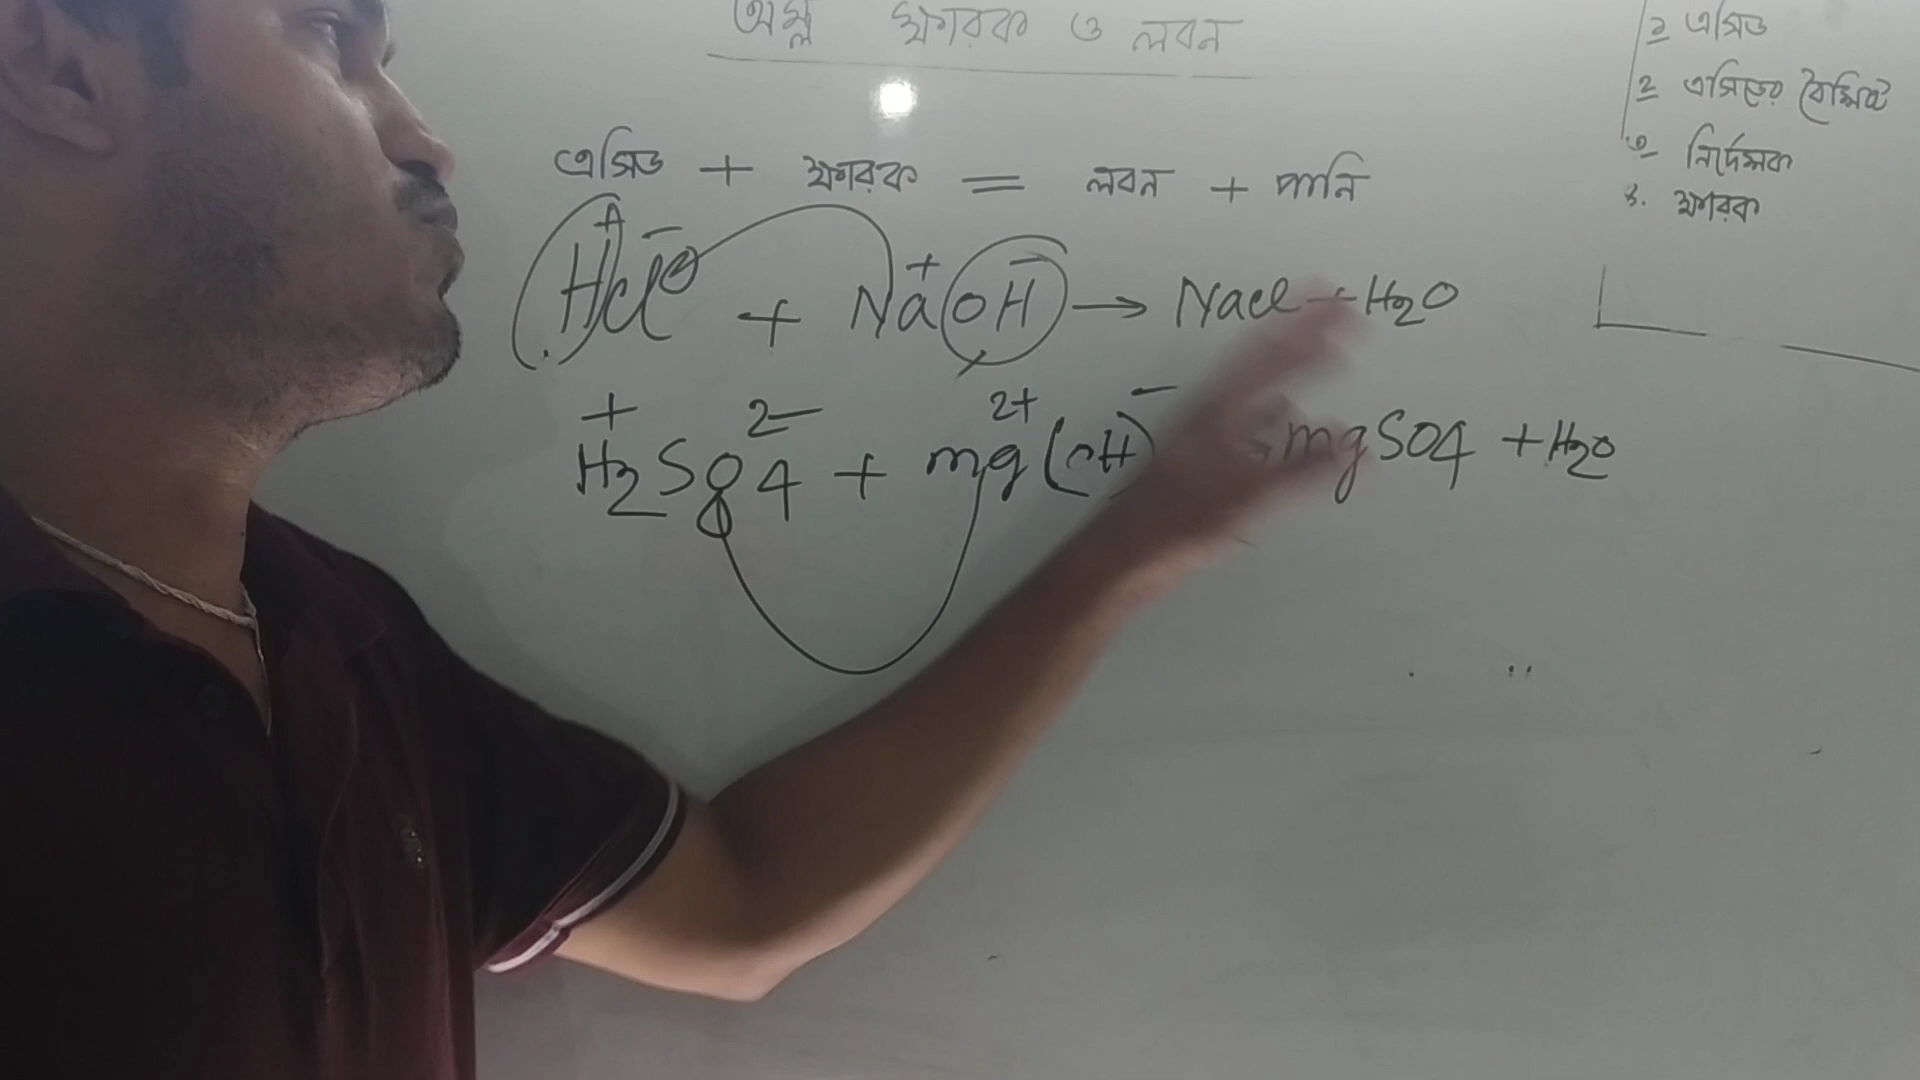 অম্ল ক্ষারক ও লবন
এসিড + ক্ষারক = লবন + পানি
HCl + NaOH → NaCl + H2O
H2SO4 + mg(OH) → mgSO4 + H2O
১ এসিড
২ এসিডের বৈশিষ্ট
৩ নির্দেশক
৪. ক্ষারক